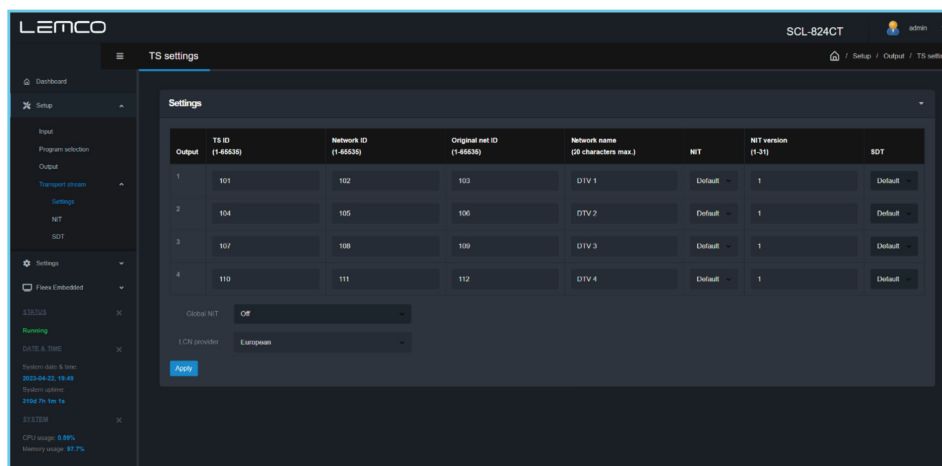 LEMCO
SCL-824CT
admin
TS settings
/ Setup / Output / TS settin
Dashboard
Setup
Input
Program selection
Output
Transport stream
Settings
NIT
SDT
Settings
Fleex Embedded
STATUS
Running
DATE & TIME
System date & time:
2023-04-22, 19:49
System uptime
210d 7h 1m 1s
SYSTEM
CPU usage: 0.59%
Memory usage: 97.7%
Settings
Output TS ID (1-65535) Network ID (1-65535) Original net ID (1-65535) Network name (20 characters max.) NIT NIT version (1-31) SDT
1 101 102 103 DTV 1 Default 1 Default
2 104 105 106 DTV 2 Default 1 Default
3 107 108 109 DTV 3 Default 1 Default
4 110 111 112 DTV 4 Default 1 Default
Global NIT Off
LCN provider European
Apply